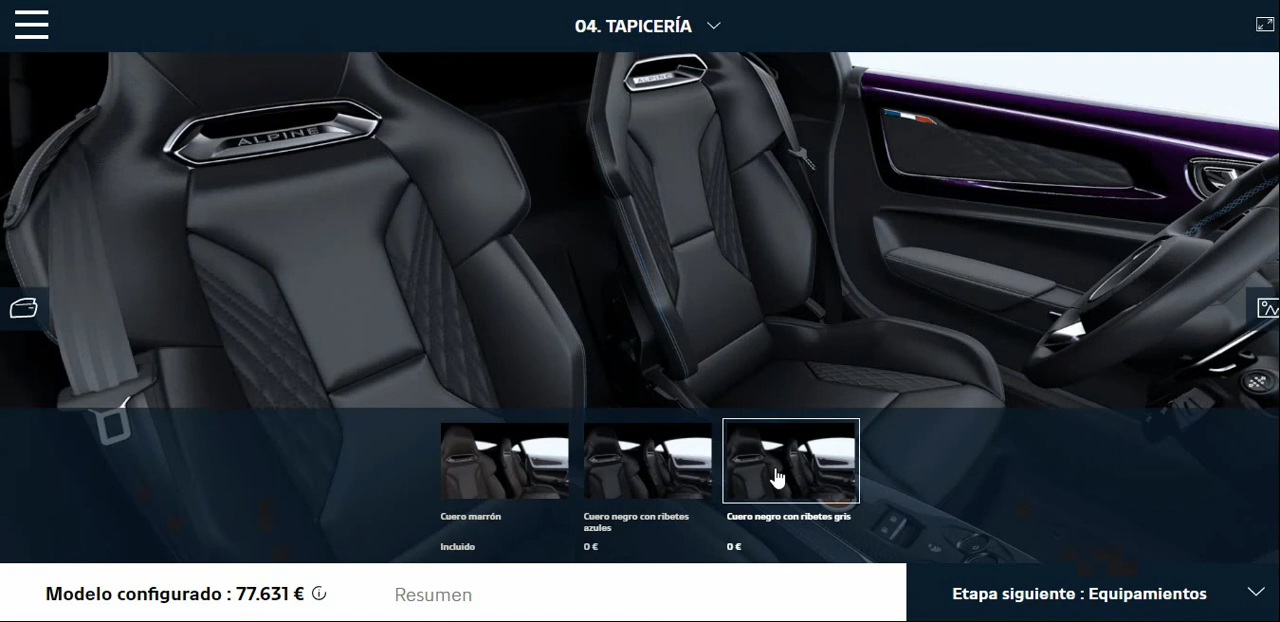 04. TAPICERÍA
ALPINE
ALPINE
Cuero marrón
Cuero negro con ribetes azules
Cuero negro con ribetes gris
Incluido
0 €
0 €
Modelo configurado : 77.631 €
Resumen
Etapa siguiente : Equipamientos